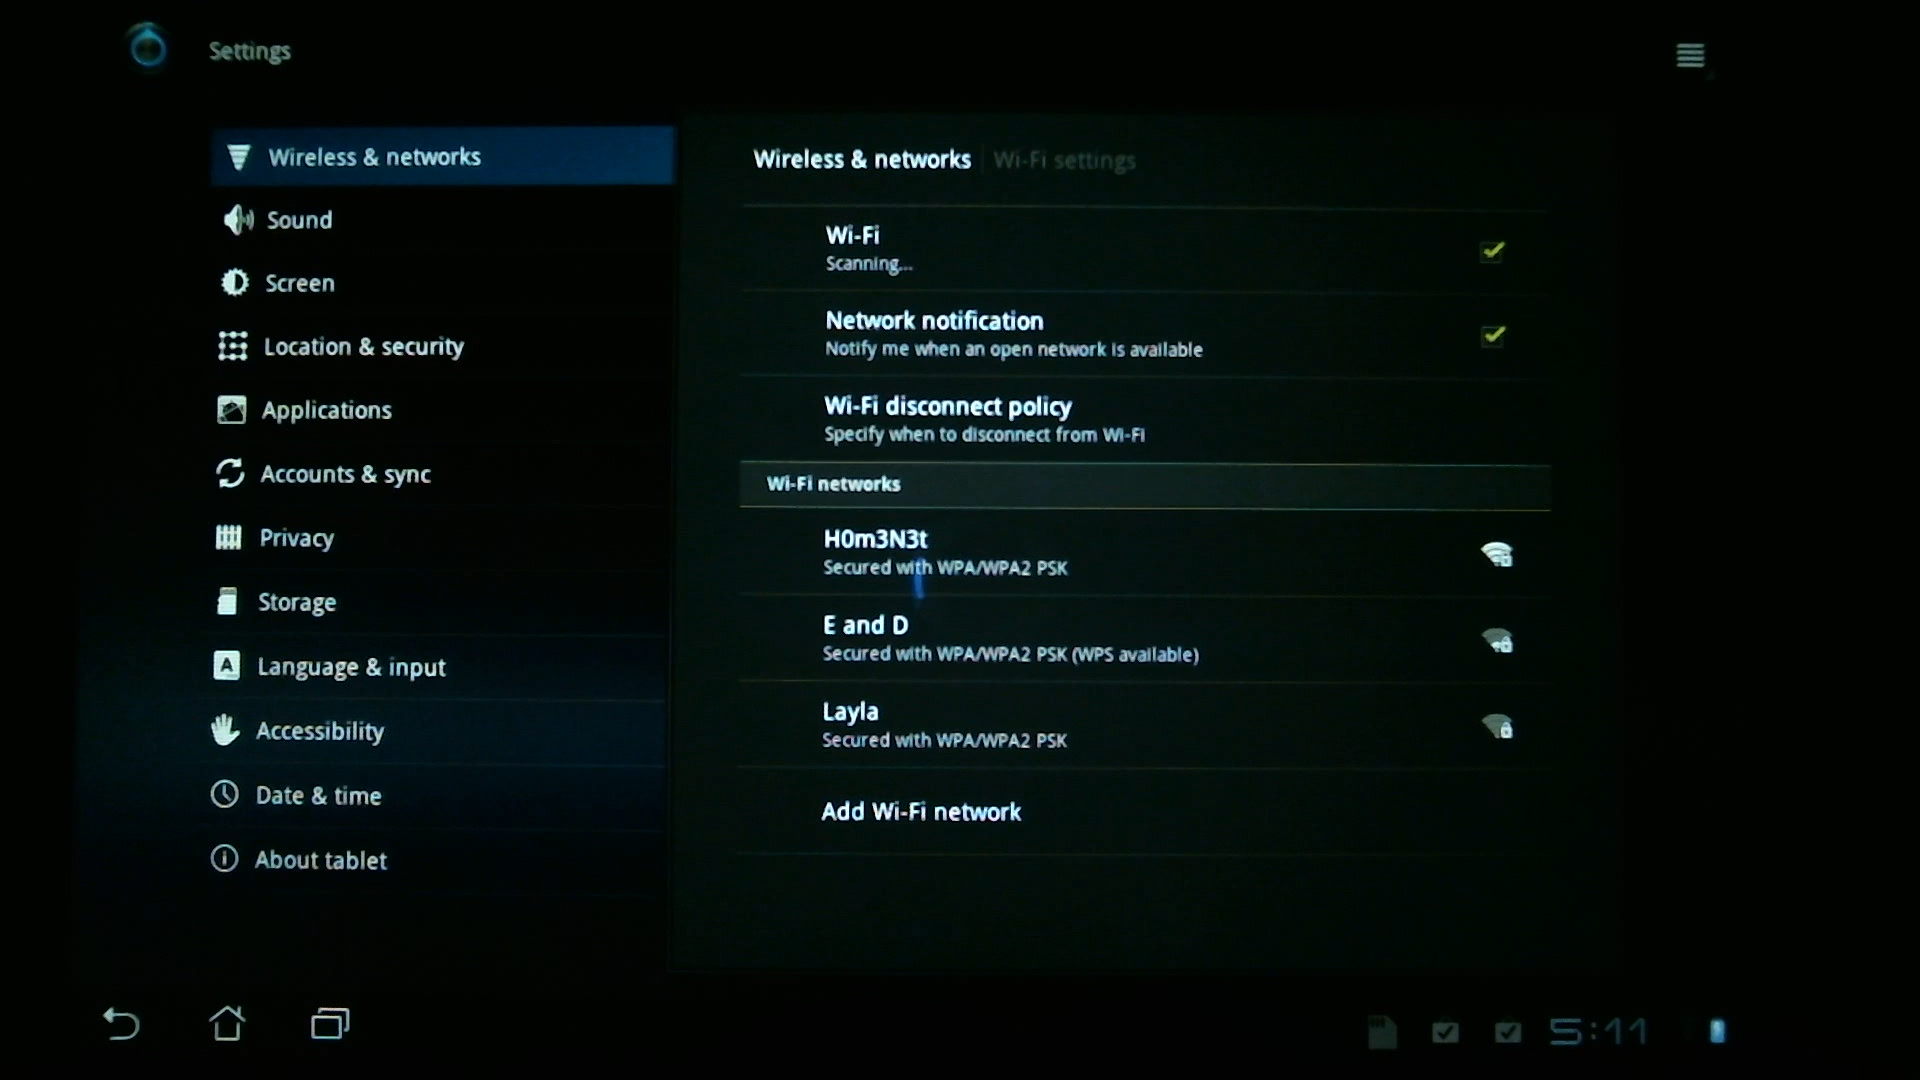 Settings
Wireless & networks
Sound
Screen
Location & security
Applications
Accounts & sync
Privacy
Storage
Language & input
Accessibility
Date & time
About tablet
Wireless & networks
Wi-Fi settings
Wi-Fi
Scanning...
Network notification
Notify me when an open network is available
Wi-Fi disconnect policy
Specify when to disconnect from Wi-Fi
Wi-Fi networks
H0m3N3t
Secured with WPA/WPA2 PSK
E and D
Secured with WPA/WPA2 PSK (WPS available)
Layla
Secured with WPA/WPA2 PSK
Add Wi-Fi network
5:11